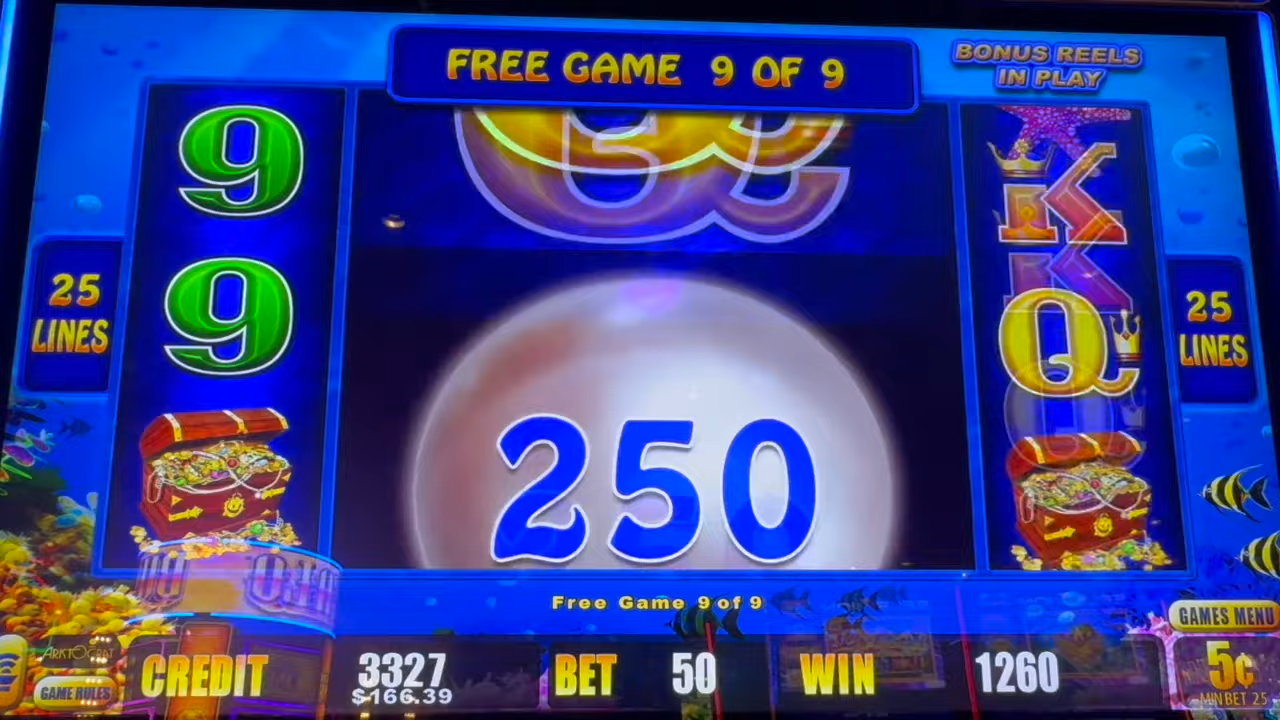 FREE GAME 9 OF 9
BONUS REELS
IN PLAY
9
K
9
Q
25
LINES
25
LINES
250
Free Game 9 of 9
GAMES MENU
ARISTOCRAT
GAME RULES
CREDIT
3327
$166.39
BET
50
WIN
1260
5¢
MIN BET 25